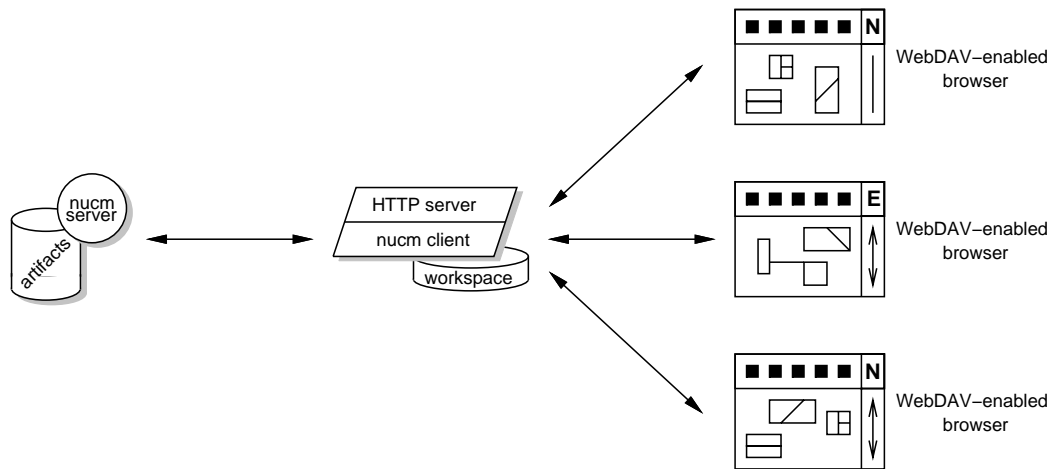 nucm
server
artifacts
HTTP server
nucm client
workspace
N
WebDAV−enabled
browser
E
WebDAV−enabled
browser
N
WebDAV−enabled
browser